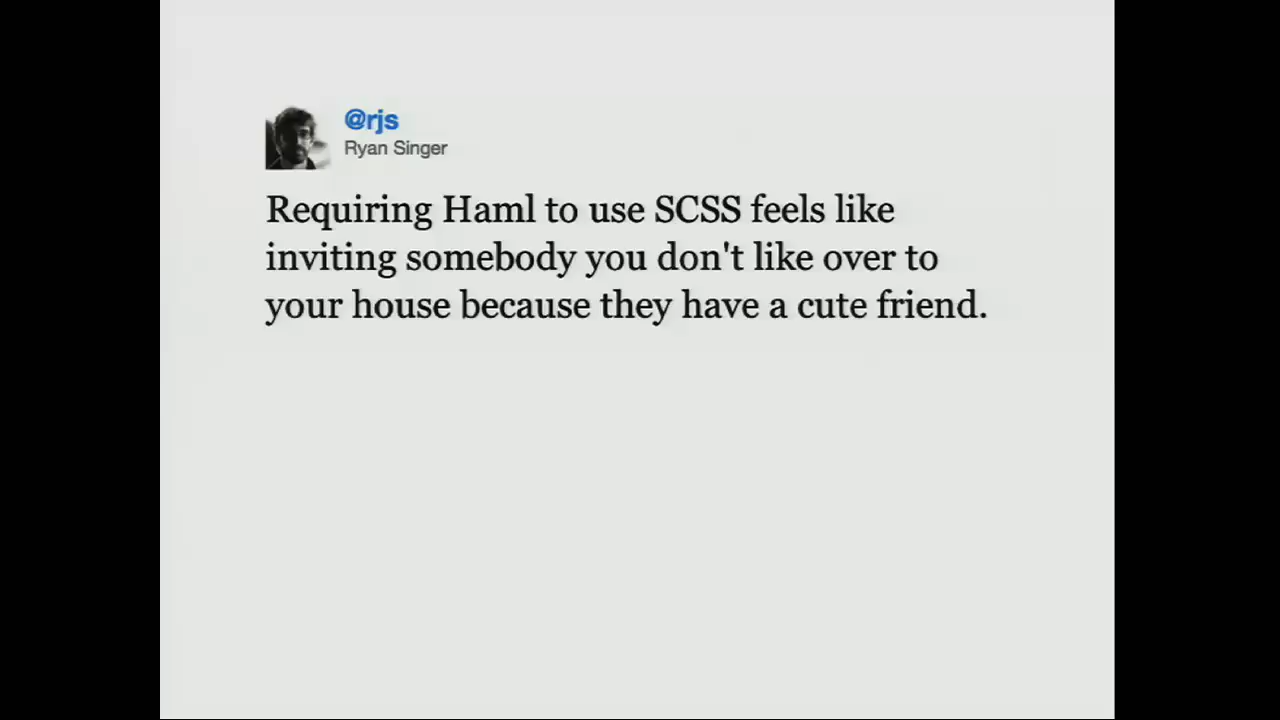 @rjs
Ryan Singer
Requiring Haml to use SCSS feels like
inviting somebody you don't like over to
your house because they have a cute friend.